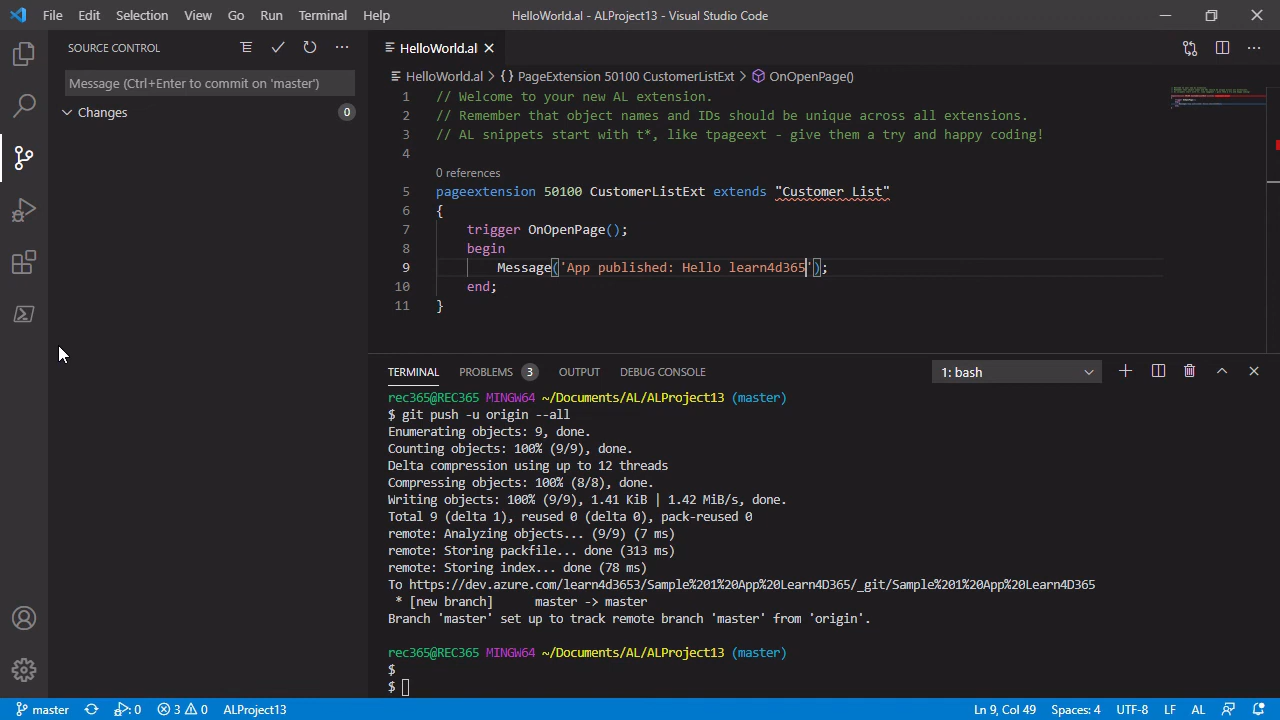 File Edit Selection View Go Run Terminal Help HelloWorld.al - ALProject13 - Visual Studio Code
SOURCE CONTROL
Message (Ctrl+Enter to commit on 'master')
Changes 0
HelloWorld.al
HelloWorld.al > {} PageExtension 50100 CustomerListExt > OnOpenPage()
1 // Welcome to your new AL extension.
2 // Remember that object names and IDs should be unique across all extensions.
3 // AL snippets start with t*, like tpageext - give them a try and happy coding!
4
0 references
5 pageextension 50100 CustomerListExt extends "Customer List"
6 {
7 trigger OnOpenPage();
8 begin
9 Message('App published: Hello learn4d365');
10 end;
11 }
TERMINAL PROBLEMS 3 OUTPUT DEBUG CONSOLE 1: bash
rec365@REC365 MINGW64 ~/Documents/AL/ALProject13 (master)
$ git push -u origin --all
Enumerating objects: 9, done.
Counting objects: 100% (9/9), done.
Delta compression using up to 12 threads
Compressing objects: 100% (8/8), done.
Writing objects: 100% (9/9), 1.41 KiB | 1.42 MiB/s, done.
Total 9 (delta 1), reused 0 (delta 0), pack-reused 0
remote: Analyzing objects... (9/9) (7 ms)
remote: Storing packfile... done (313 ms)
remote: Storing index... done (78 ms)
To https://dev.azure.com/learn4d3653/Sample%201%20App%20Learn4D365/_git/Sample%201%20App%20Learn4D365
* [new branch] master -> master
Branch 'master' set up to track remote branch 'master' from 'origin'.
rec365@REC365 MINGW64 ~/Documents/AL/ALProject13 (master)
$
$
master 0 3 0 ALProject13 Ln 9, Col 49 Spaces: 4 UTF-8 LF AL